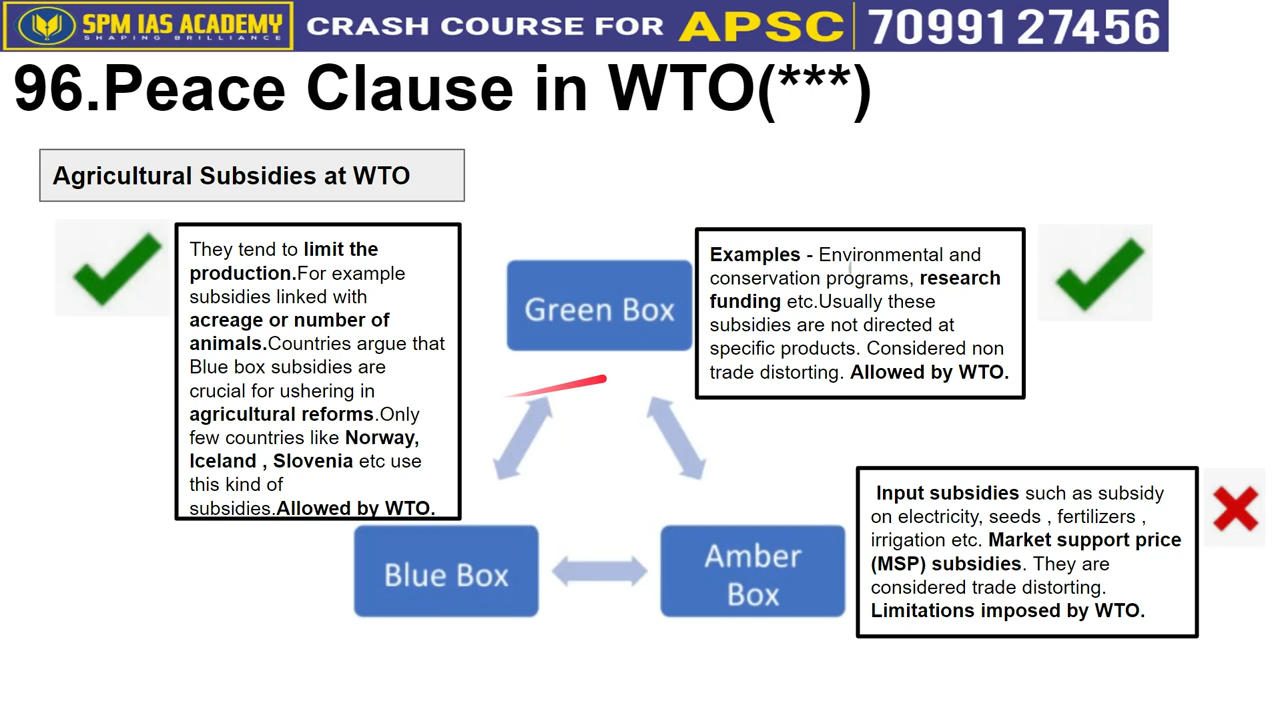 SPM IAS ACADEMY
SHAPING BRILLIANCE
CRASH COURSE FOR APSC 70991 27456
96.Peace Clause in WTO(***)
Agricultural Subsidies at WTO
They tend to limit the
production.For example
subsidies linked with
acreage or number of
animals.Countries argue that
Blue box subsidies are
crucial for ushering in
agricultural reforms.Only
few countries like Norway,
Iceland , Slovenia etc use
this kind of
subsidies.Allowed by WTO.
Green Box
Examples - Environmental and
conservation programs, research
funding etc.Usually these
subsidies are not directed at
specific products. Considered non
trade distorting. Allowed by WTO.
Blue Box
Amber
Box
Input subsidies such as subsidy
on electricity, seeds , fertilizers ,
irrigation etc. Market support price
(MSP) subsidies. They are
considered trade distorting.
Limitations imposed by WTO.